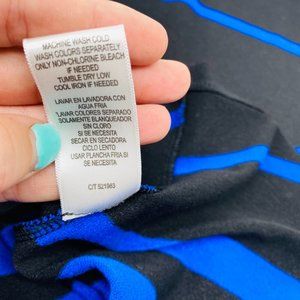 MACHINE WASH COLD
WASH COLORS SEPARATELY
ONLY NON-CHLORINE BLEACH
IF NEEDED
TUMBLE DRY LOW
COOL IRON IF NEEDED
LAVAR EN LAVADORA CON
AGUA FRIA
LAVAR COLORES SEPARADO
SOLAMENTE BLANQUEADOR
SIN CLORO
SI SE NECESITA
SECAR EN SECADORA
CICLO LENTO
USAR PLANCHA FRIA SI
SE NECESITA
C/T 521963